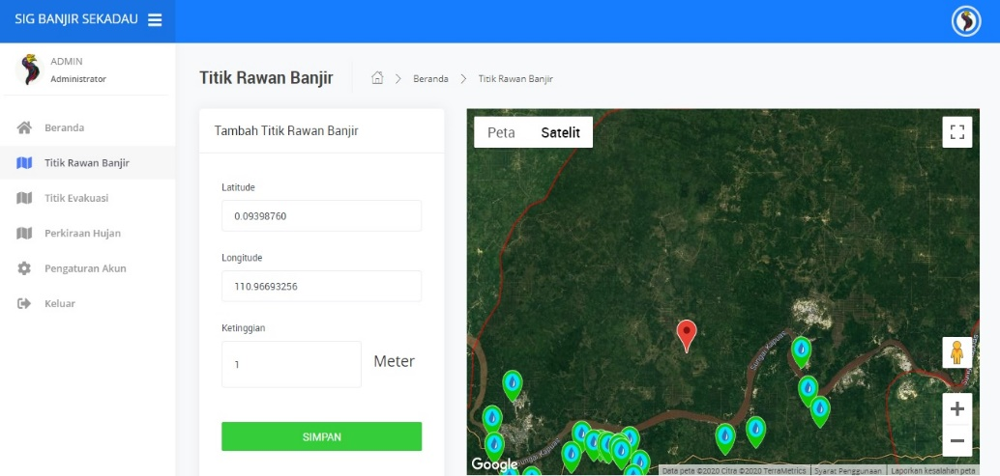 SIG BANJIR SEKADAU
ADMIN
Administrator
Beranda
Titik Rawan Banjir
Titik Evakuasi
Perkiraan Hujan
Pengaturan Akun
Keluar
Titik Rawan Banjir
Beranda
Titik Rawan Banjir
Tambah Titik Rawan Banjir
Latitude
0.09398760
Longitude
110.96693256
Ketinggian
1
Meter
SIMPAN
Peta
Satelit
Sungai Kapuas
Google
Data peta ©2020 Citra ©2020 TerraMetrics
Syarat Penggunaan
Laporkan kesalahan peta